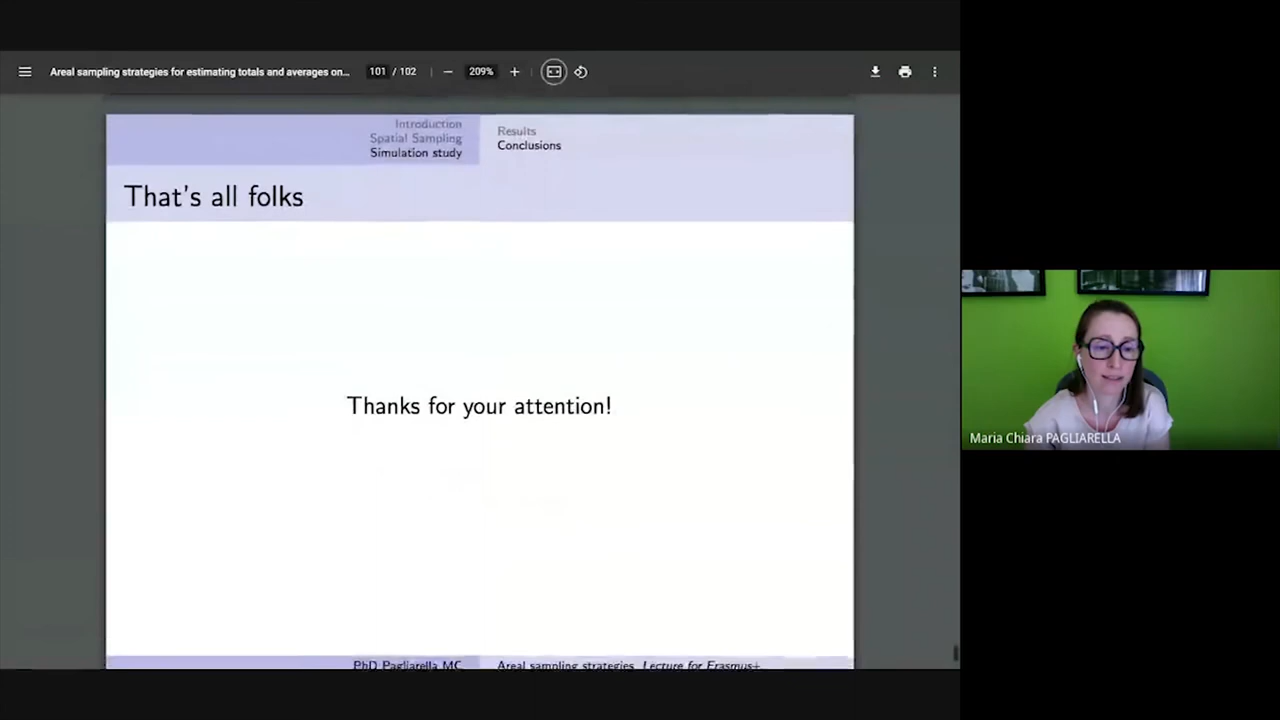 Areal sampling strategies for estimating totals and averages on...
101 / 102
209%
Introduction
Spatial Sampling
Simulation study
Results
Conclusions
That's all folks
Thanks for your attention!
PhD Pagliarella MC
Areal sampling strategies Lecture for Erasmus+
Maria Chiara PAGLIARELLA